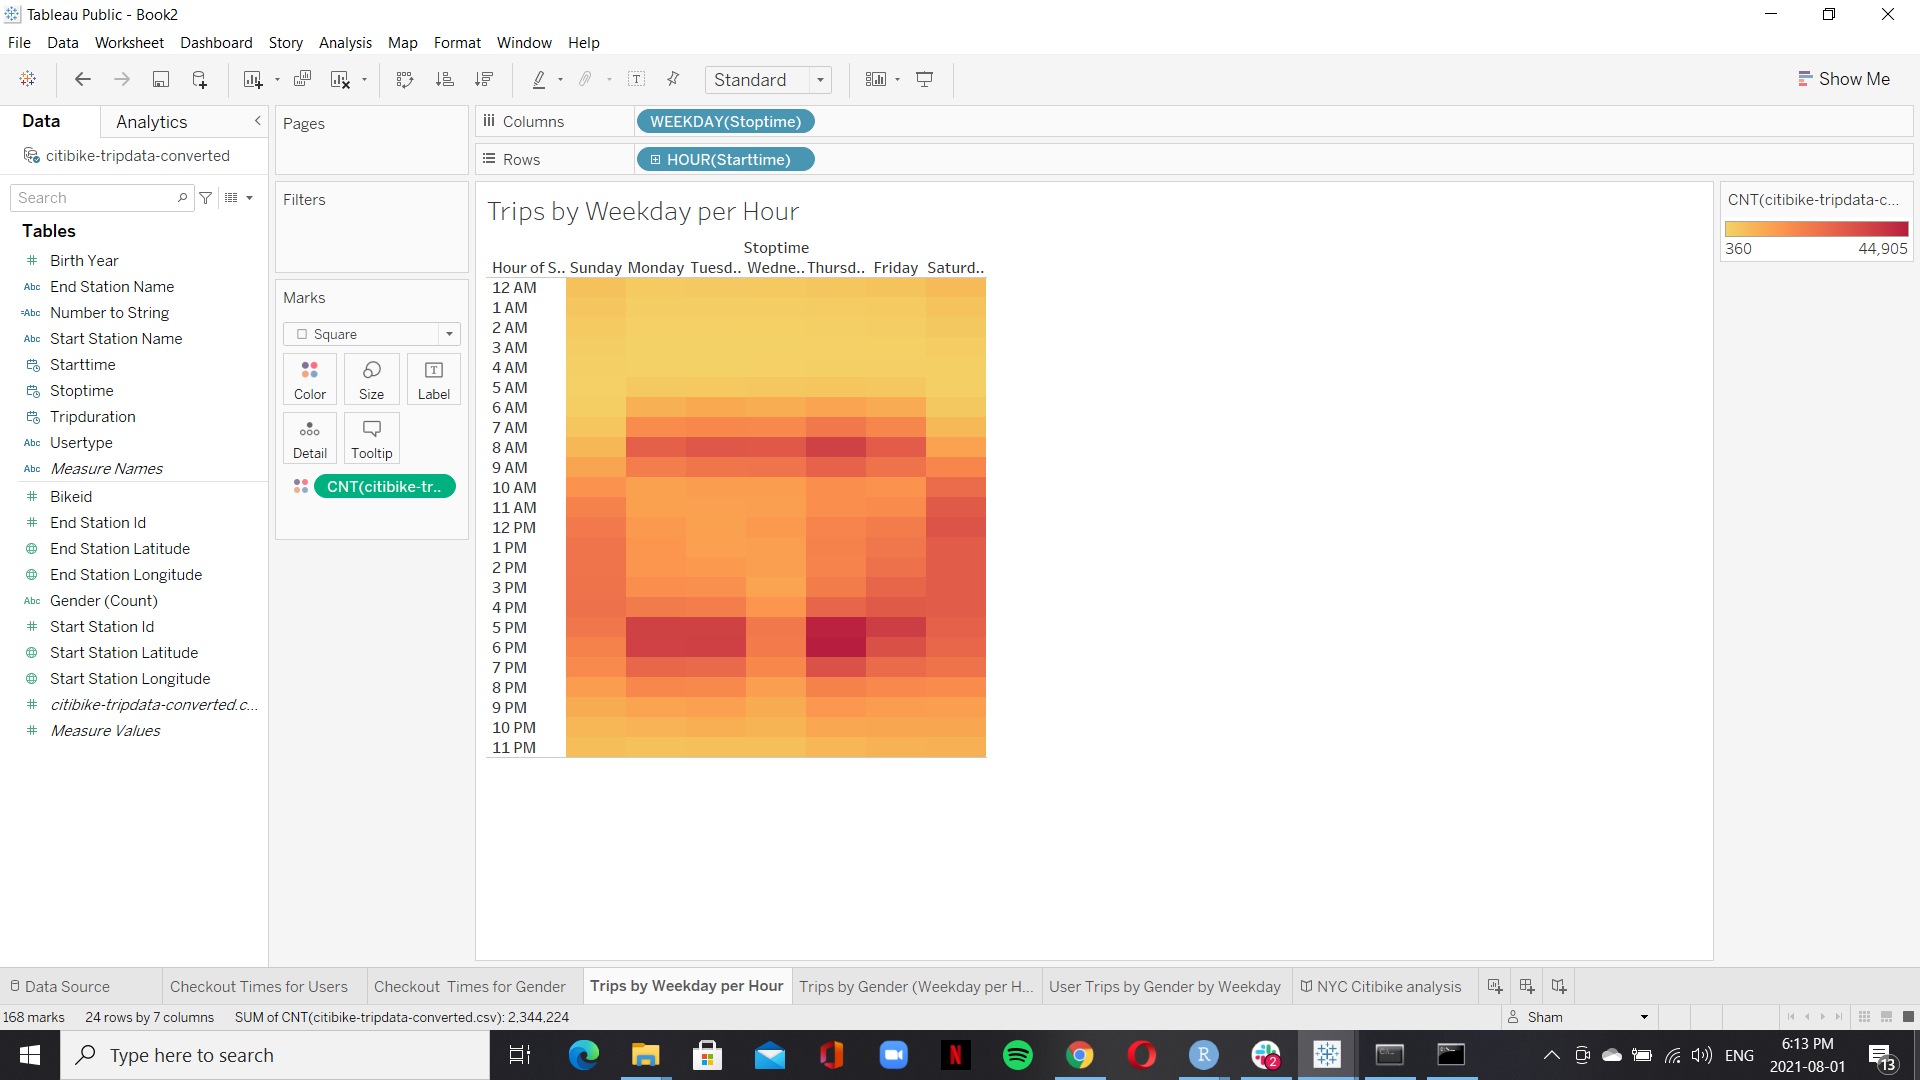 Tableau Public - Book2
File Data Worksheet Dashboard Story Analysis Map Format Window Help
Standard
Show Me
Data Analytics
citibike-tripdata-converted
Search
Tables
# Birth Year
Abc End Station Name
=Abc Number to String
Abc Start Station Name
Starttime
Stoptime
Tripduration
Abc Usertype
Abc Measure Names
# Bikeid
# End Station Id
End Station Latitude
End Station Longitude
Abc Gender (Count)
# Start Station Id
Start Station Latitude
Start Station Longitude
# citibike-tripdata-converted.c...
# Measure Values
Pages
Filters
Marks
Square
Color Size Label
Detail Tooltip
CNT(citibike-tr..
Columns WEEKDAY(Stoptime)
Rows HOUR(Starttime)
Trips by Weekday per Hour
Stoptime
Hour of S.. Sunday Monday Tuesd.. Wedne.. Thursd.. Friday Saturd..
12 AM
1 AM
2 AM
3 AM
4 AM
5 AM
6 AM
7 AM
8 AM
9 AM
10 AM
11 AM
12 PM
1 PM
2 PM
3 PM
4 PM
5 PM
6 PM
7 PM
8 PM
9 PM
10 PM
11 PM
CNT(citibike-tripdata-c...
360 44,905
Data Source Checkout Times for Users Checkout Times for Gender Trips by Weekday per Hour Trips by Gender (Weekday per H... User Trips by Gender by Weekday NYC Citibike analysis
168 marks 24 rows by 7 columns SUM of CNT(citibike-tripdata-converted.csv): 2,344,224 Sham
Type here to search
N
R
2
ENG
6:13 PM
2021-08-01
13